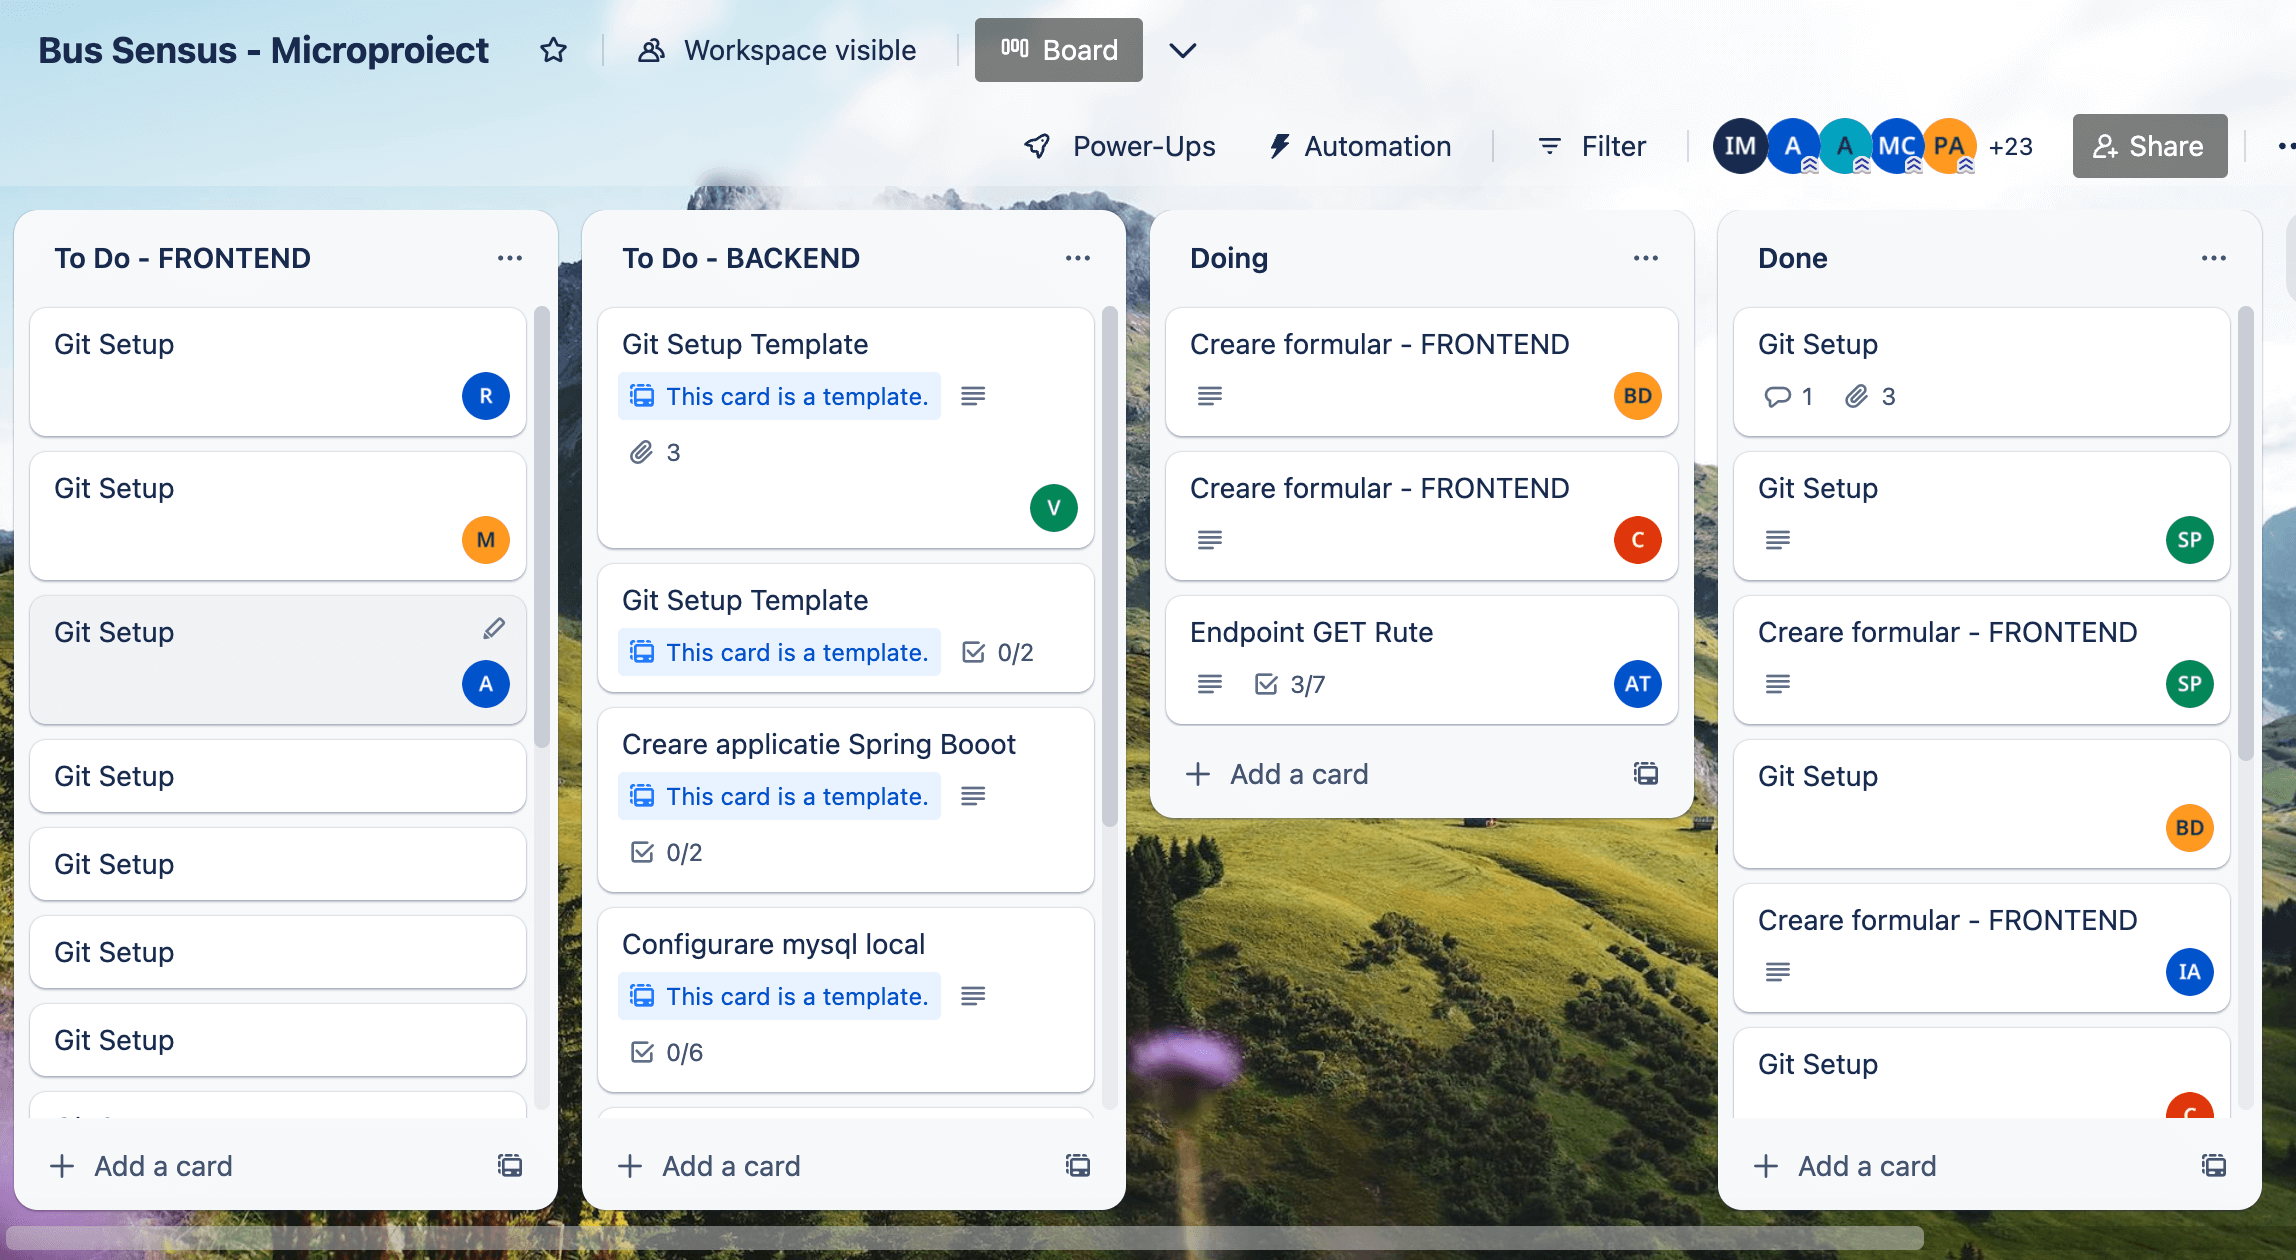 Bus Sensus - Microproiect
Workspace visible
Board
Power-Ups
Automation
Filter
IM
A
A
MC
PA
+23
Share
To Do - FRONTEND
Git Setup
R
Git Setup
M
Git Setup
A
Git Setup
Git Setup
Git Setup
Git Setup
Add a card
To Do - BACKEND
Git Setup Template
This card is a template.
3
V
Git Setup Template
This card is a template.
0/2
Creare applicatie Spring Booot
This card is a template.
0/2
Configurare mysql local
This card is a template.
0/6
Add a card
Doing
Creare formular - FRONTEND
BD
Creare formular - FRONTEND
C
Endpoint GET Rute
3/7
AT
Add a card
Done
Git Setup
1
3
Git Setup
SP
Creare formular - FRONTEND
SP
Git Setup
BD
Creare formular - FRONTEND
IA
Git Setup
C
Add a card